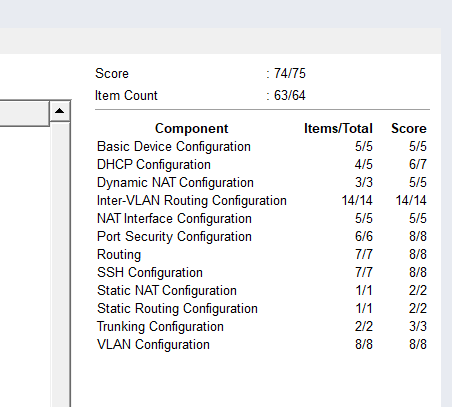 Score : 74/75
Item Count : 63/64
Component Items/Total Score
Basic Device Configuration 5/5 5/5
DHCP Configuration 4/5 6/7
Dynamic NAT Configuration 3/3 5/5
Inter-VLAN Routing Configuration 14/14 14/14
NAT Interface Configuration 5/5 5/5
Port Security Configuration 6/6 8/8
Routing 7/7 8/8
SSH Configuration 7/7 8/8
Static NAT Configuration 1/1 2/2
Static Routing Configuration 1/1 2/2
Trunking Configuration 2/2 3/3
VLAN Configuration 8/8 8/8